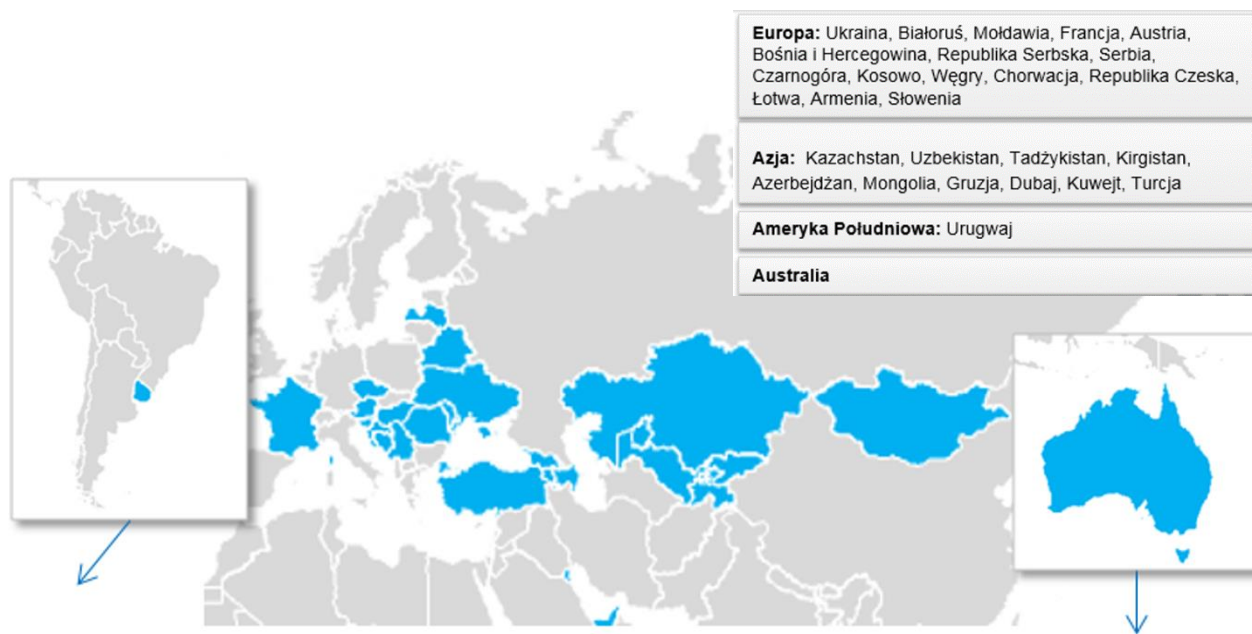 Europa: Ukraina, Białoruś, Mołdawia, Francja, Austria,
Bośnia i Hercegowina, Republika Serbska, Serbia,
Czarnogóra, Kosowo, Węgry, Chorwacja, Republika Czeska,
Łotwa, Armenia, Słowenia
Azja: Kazachstan, Uzbekistan, Tadżykistan, Kirgistan,
Azerbejdżan, Mongolia, Gruzja, Dubaj, Kuwejt, Turcja
Ameryka Południowa: Urugwaj
Australia